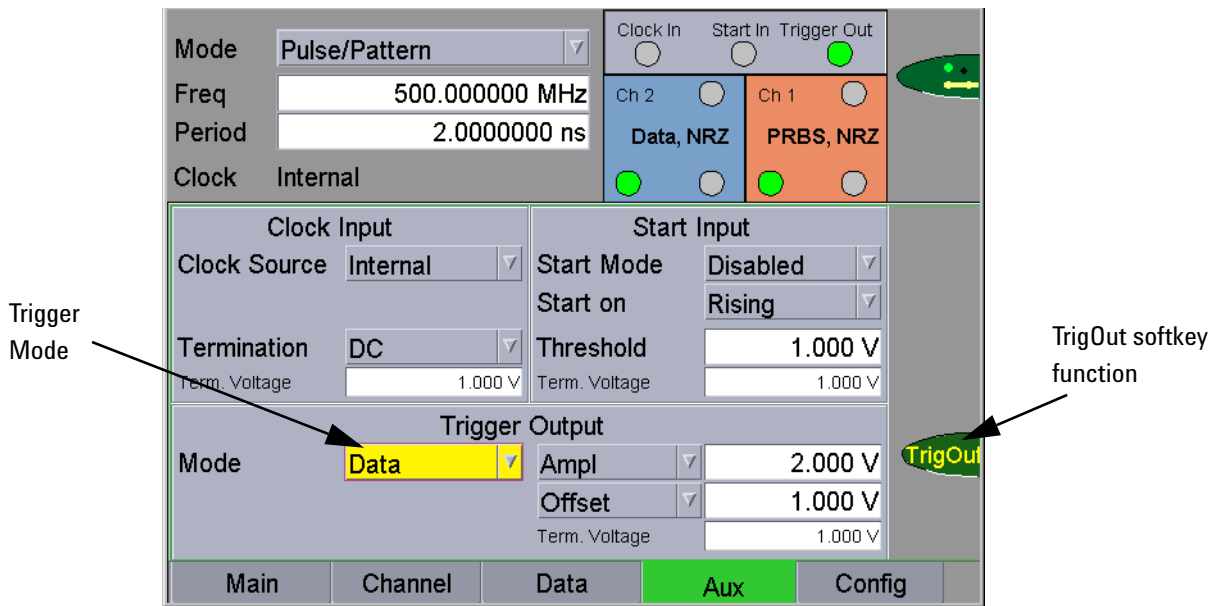 Mode Pulse/Pattern
Freq 500.000000 MHz
Period 2.0000000 ns
Clock Internal
Clock In Start In Trigger Out
Ch 2
Data, NRZ
Ch 1
PRBS, NRZ
Clock Input
Clock Source Internal
Termination DC
Term. Voltage 1.000 V
Start Input
Start Mode Disabled
Start on Rising
Threshold 1.000 V
Term. Voltage 1.000 V
Trigger Output
Mode Data
Ampl 2.000 V
Offset 1.000 V
Term. Voltage 1.000 V
TrigOut
Main Channel Data Aux Config
Trigger
Mode
TrigOut softkey
function